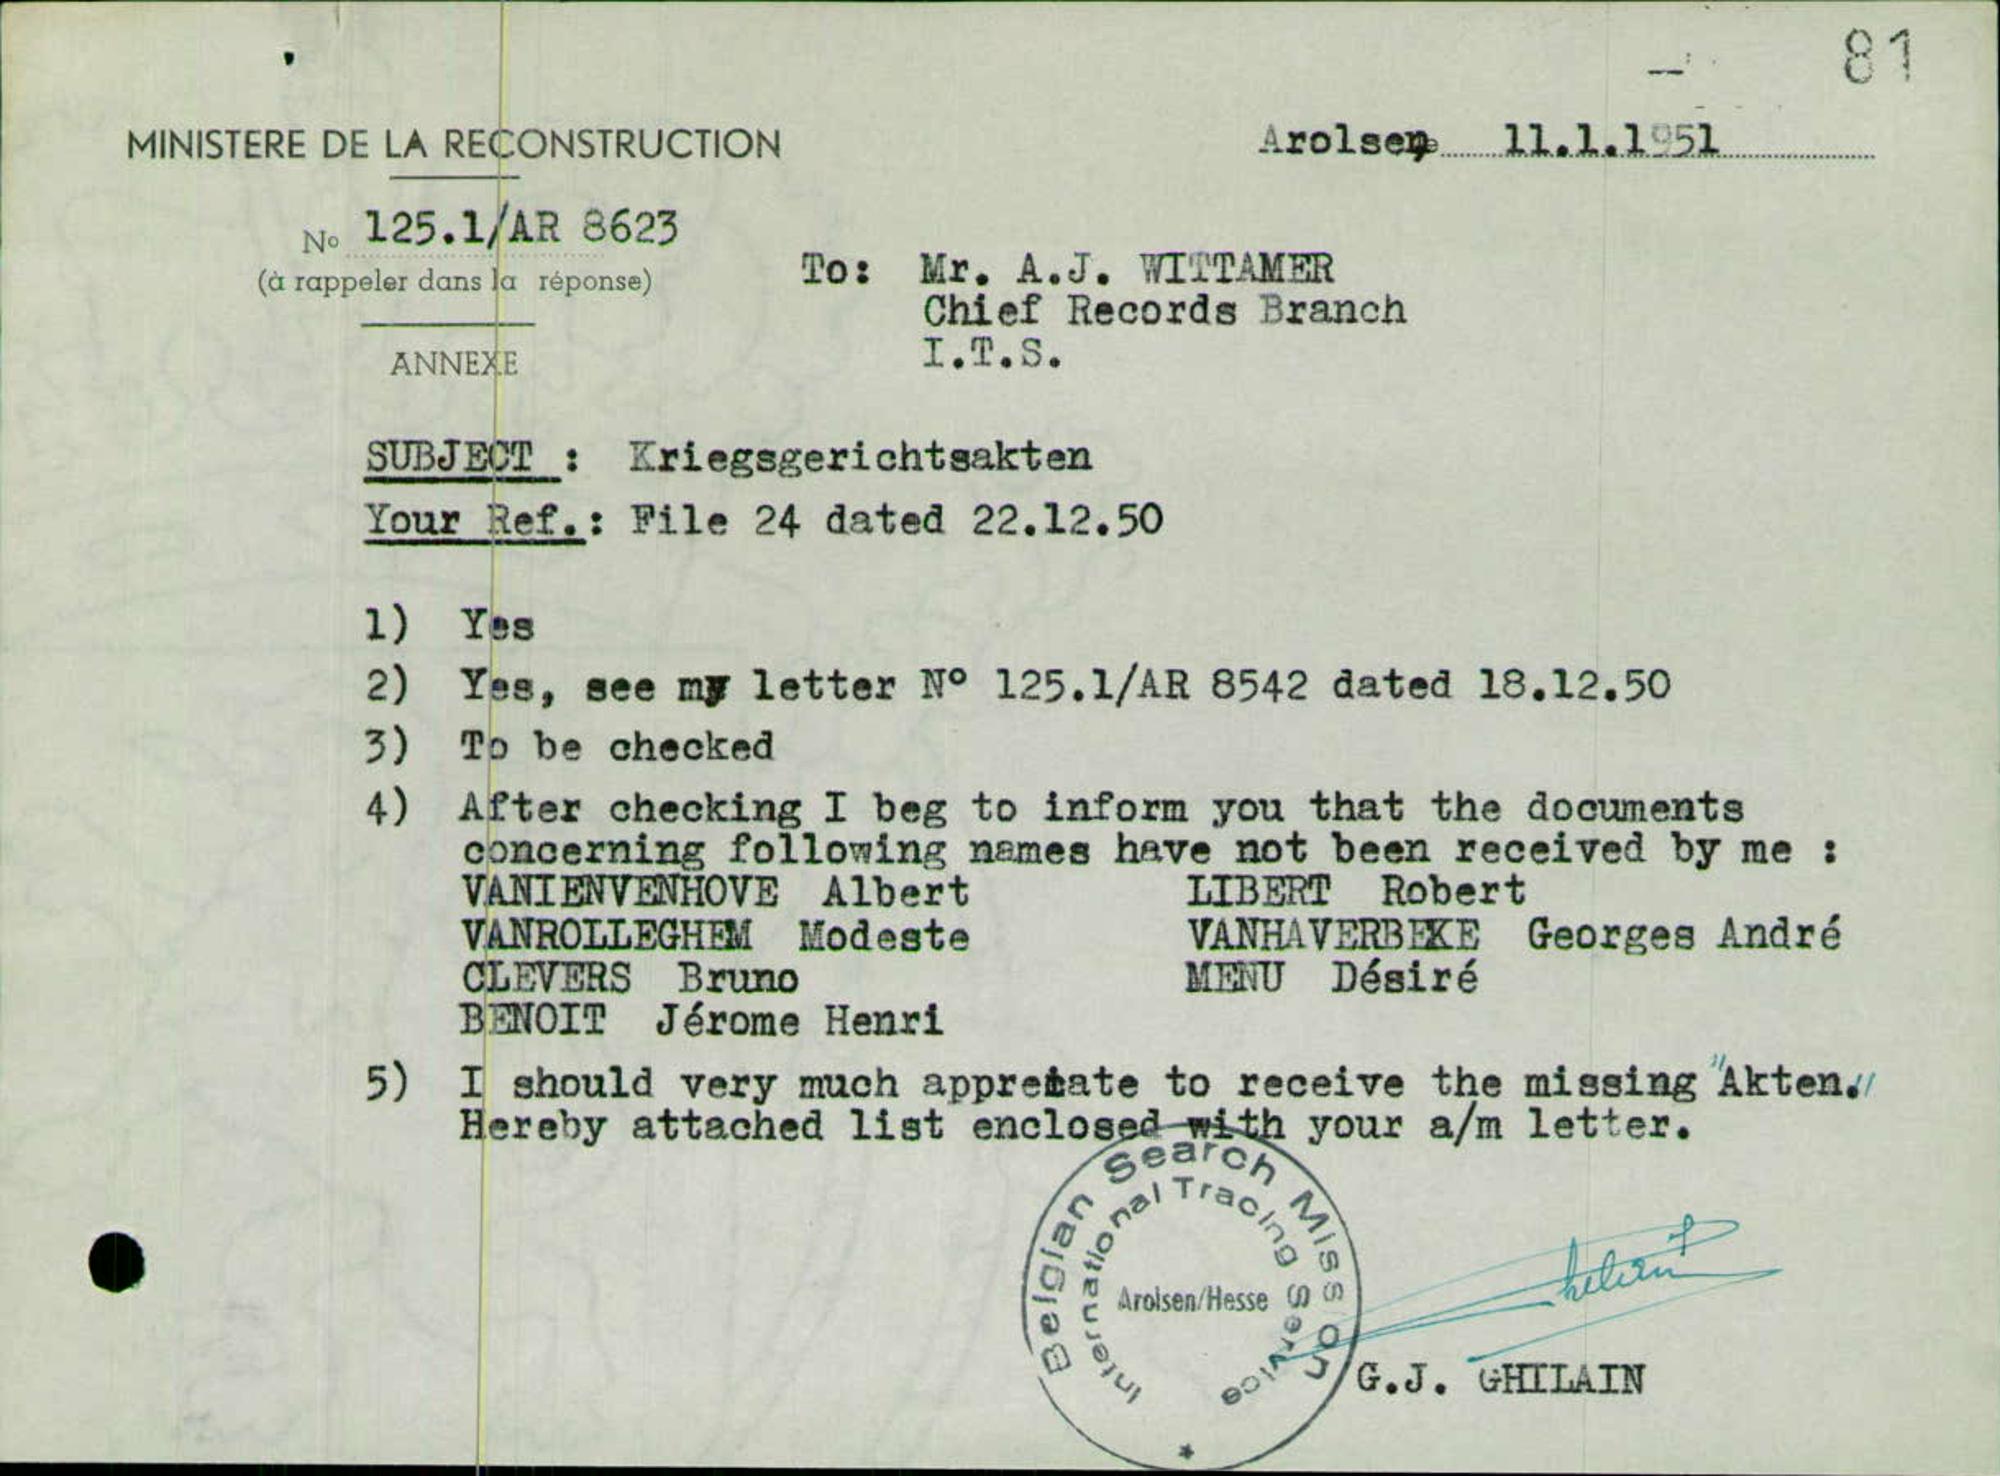 81
MINISTERE DE LA RECONSTRUCTION
Arolsen, 11.1.1951
No 125.1/AR 8623
(à rappeler dans la réponse)
ANNEXE
To: Mr. A.J. WITTAMER
Chief Records Branch
I.T.S.
SUBJECT : Kriegsgerichtsakten
Your Ref.: File 24 dated 22.12.50
1) Yes
2) Yes, see my letter N° 125.1/AR 8542 dated 18.12.50
3) To be checked
4) After checking I beg to inform you that the documents
concerning following names have not been received by me :
VANIENVENHOVE Albert LIBERT Robert
VANROLLEGHEM Modeste VANHAVERBEKE Georges André
CLEVERS Bruno MENU Désiré
BENOIT Jérome Henri
5) I should very much appreciate to receive the missing "Akten."
Hereby attached list enclosed with your a/m letter.
Belgian Search Mission
International Tracing Service
Arolsen/Hesse
Ghilain
G.J. GHILAIN